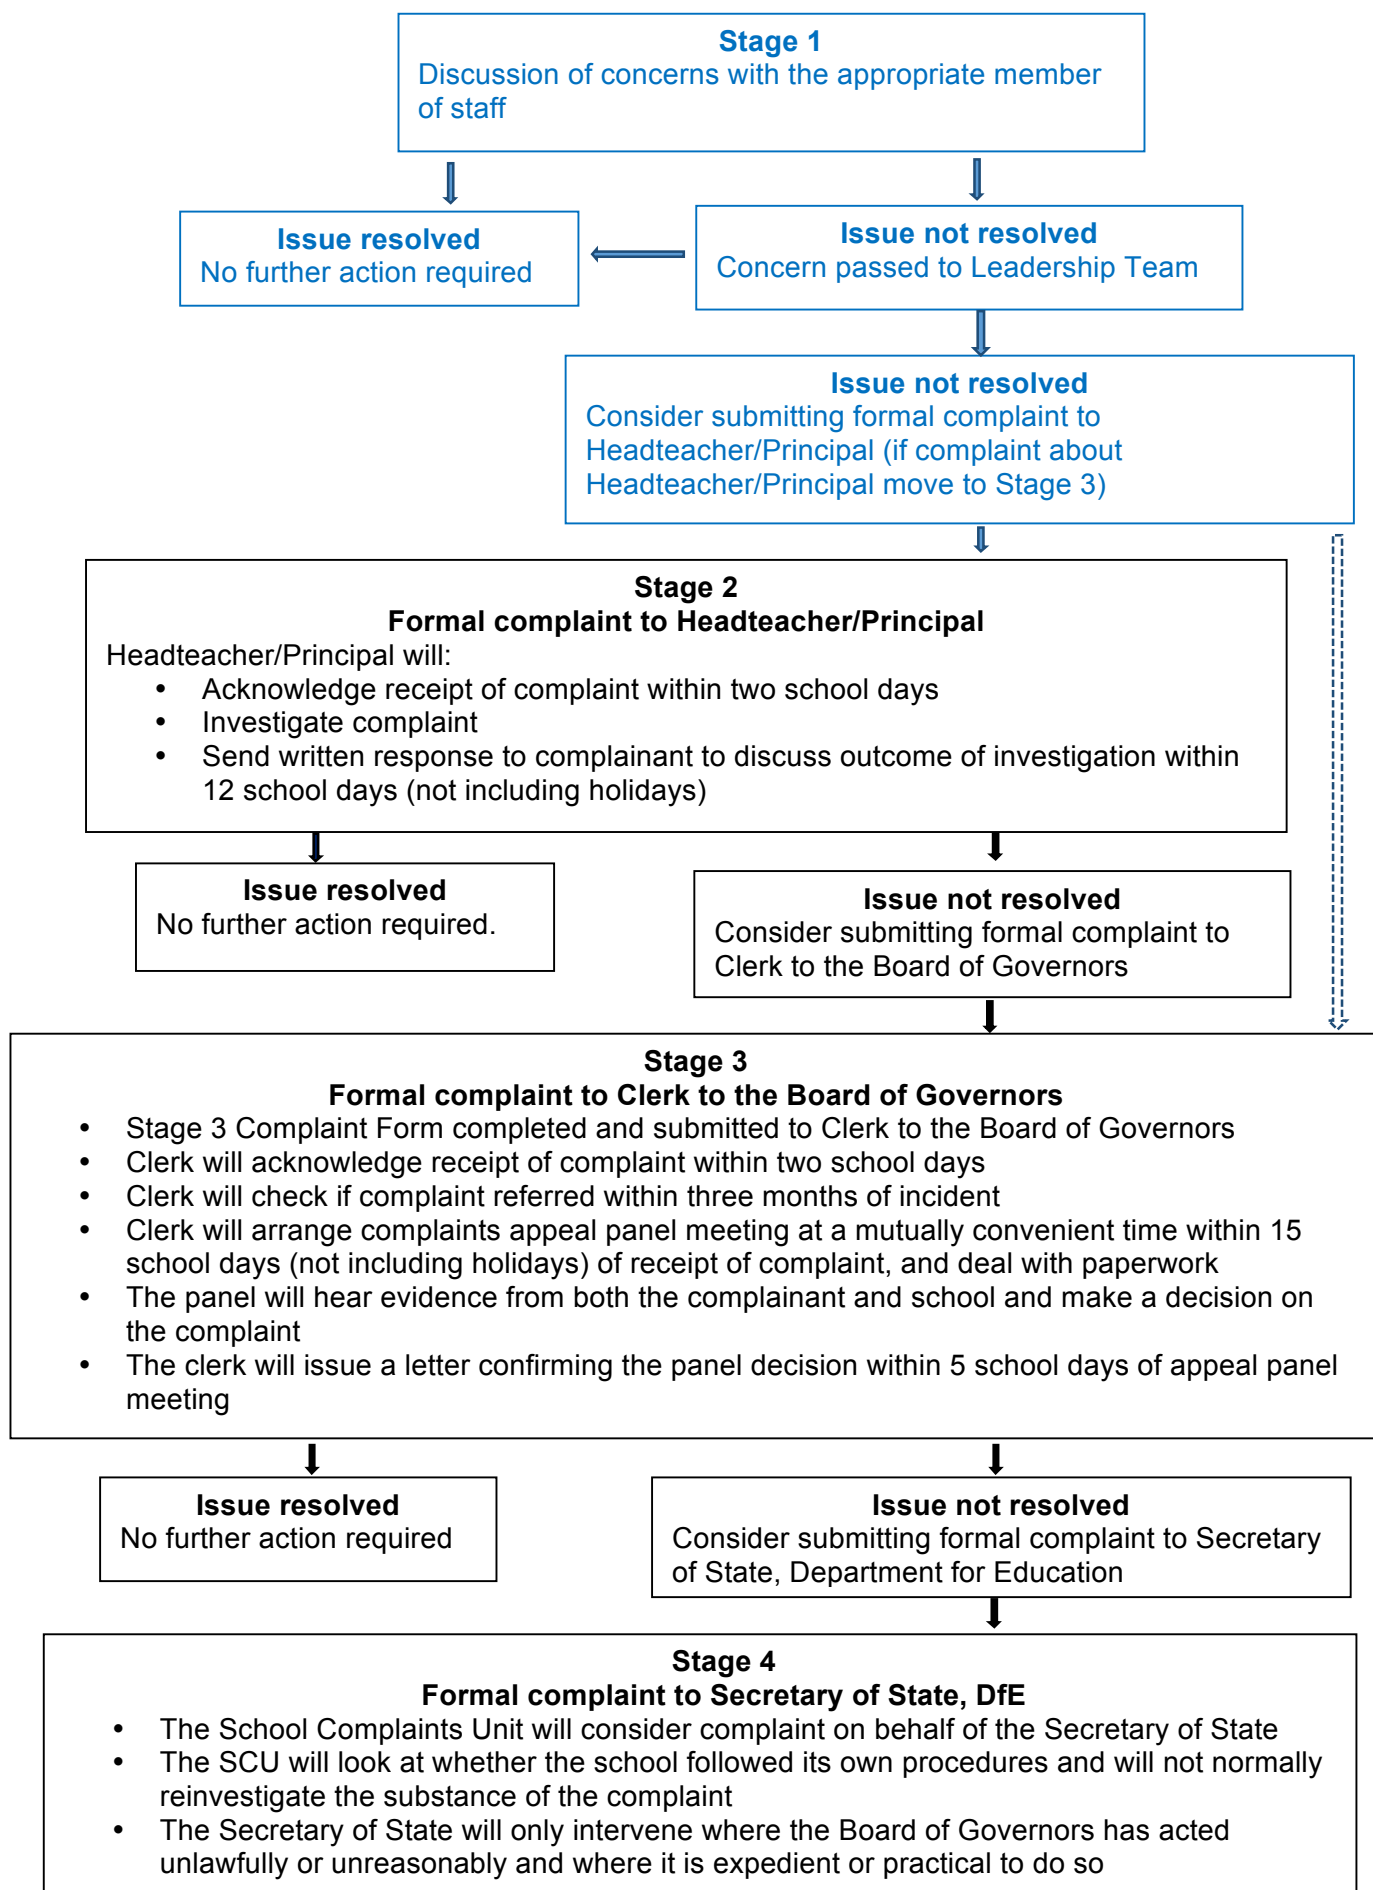 Stage 1
Discussion of concerns with the appropriate member
of staff
Issue resolved
No further action required
Issue not resolved
Concern passed to Leadership Team
Issue not resolved
Consider submitting formal complaint to
Headteacher/Principal (if complaint about
Headteacher/Principal move to Stage 3)
Stage 2
Formal complaint to Headteacher/Principal
Headteacher/Principal will:
• Acknowledge receipt of complaint within two school days
• Investigate complaint
• Send written response to complainant to discuss outcome of investigation within
12 school days (not including holidays)
Issue resolved
No further action required.
Issue not resolved
Consider submitting formal complaint to
Clerk to the Board of Governors
Stage 3
Formal complaint to Clerk to the Board of Governors
• Stage 3 Complaint Form completed and submitted to Clerk to the Board of Governors
• Clerk will acknowledge receipt of complaint within two school days
• Clerk will check if complaint referred within three months of incident
• Clerk will arrange complaints appeal panel meeting at a mutually convenient time within 15
school days (not including holidays) of receipt of complaint, and deal with paperwork
• The panel will hear evidence from both the complainant and school and make a decision on
the complaint
• The clerk will issue a letter confirming the panel decision within 5 school days of appeal panel
meeting
Issue resolved
No further action required
Issue not resolved
Consider submitting formal complaint to Secretary
of State, Department for Education
Stage 4
Formal complaint to Secretary of State, DfE
• The School Complaints Unit will consider complaint on behalf of the Secretary of State
• The SCU will look at whether the school followed its own procedures and will not normally
reinvestigate the substance of the complaint
• The Secretary of State will only intervene where the Board of Governors has acted
unlawfully or unreasonably and where it is expedient or practical to do so